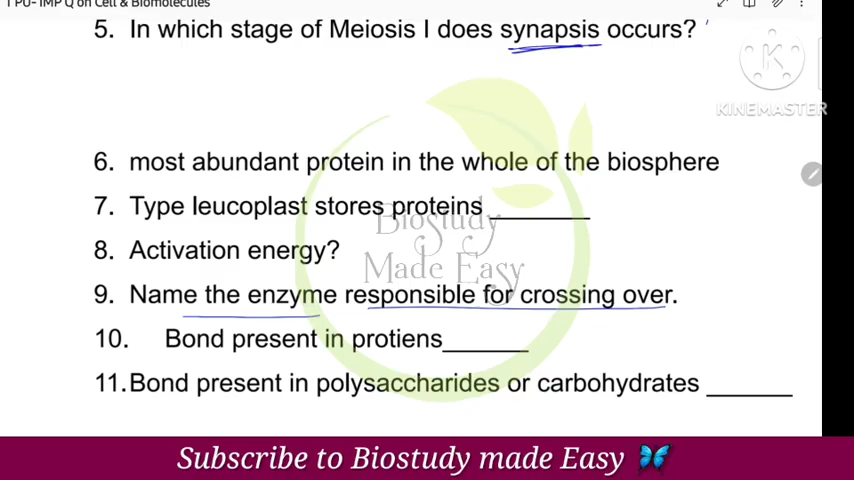 1 PU- IMP Q on Cell & Biomolecules
5. In which stage of Meiosis I does synapsis occurs?
KINEMASTER
6. most abundant protein in the whole of the biosphere
7. Type leucoplast stores proteins ________
8. Activation energy?
Biostudy
Made Easy
9. Name the enzyme responsible for crossing over.
10. Bond present in protiens_______
11.Bond present in polysaccharides or carbohydrates _______
Subscribe to Biostudy made Easy